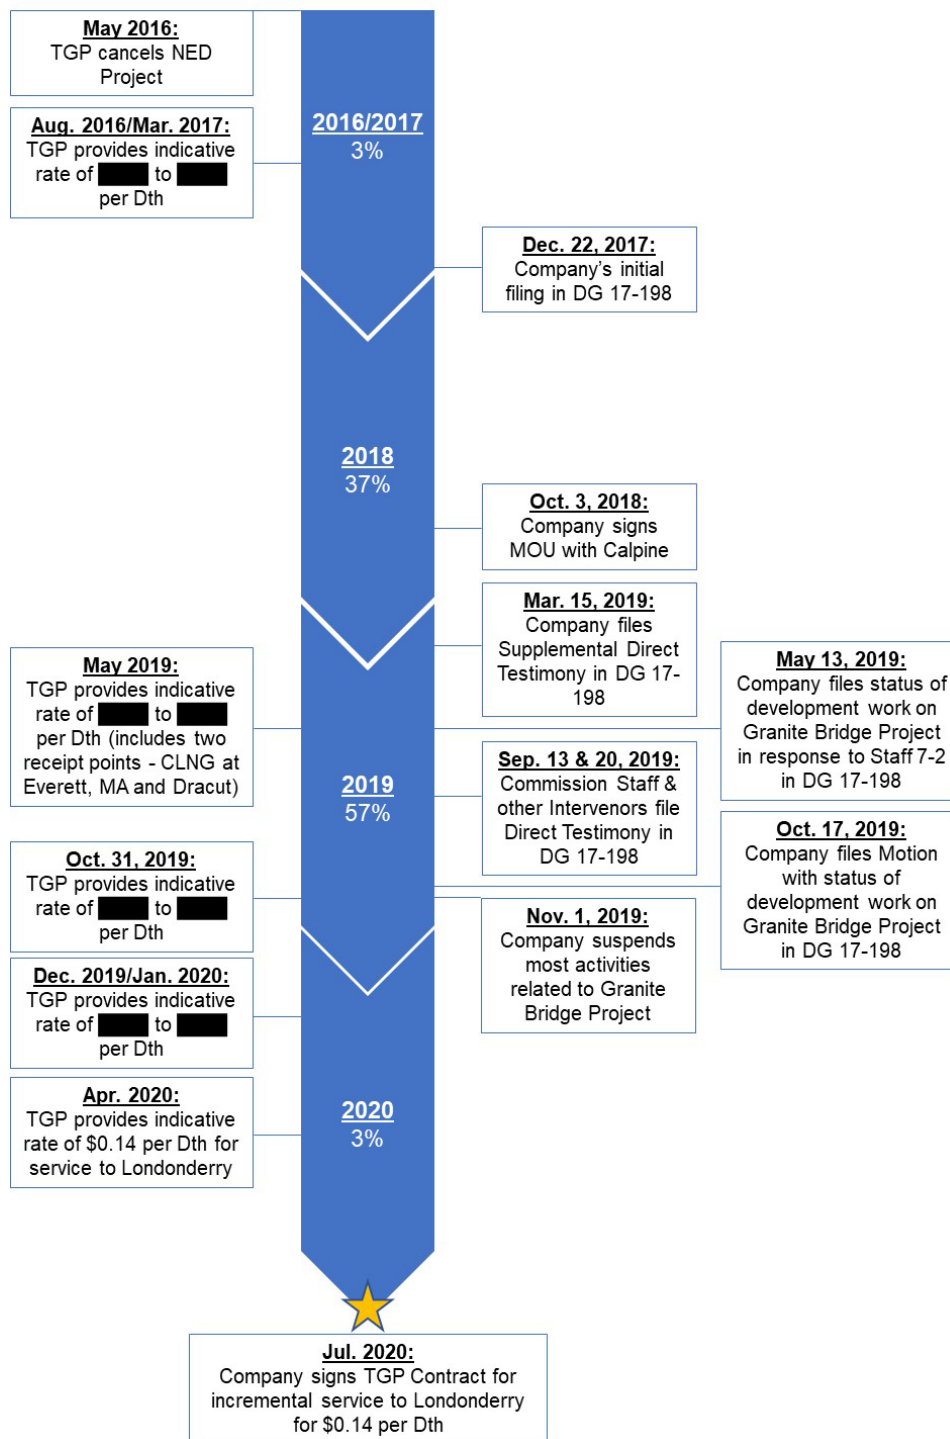 May 2016:
TGP cancels NED
Project
Aug. 2016/Mar. 2017:
TGP provides indicative
rate of to
per Dth
2016/2017
3%
Dec. 22, 2017:
Company's initial
filing in DG 17-198
2018
37%
Oct. 3, 2018:
Company signs
MOU with Calpine
Mar. 15, 2019:
Company files
Supplemental Direct
Testimony in DG 17-
198
May 2019:
TGP provides indicative
rate of to
per Dth (includes two
receipt points - CLNG at
Everett, MA and Dracut)
May 13, 2019:
Company files status of
development work on
Granite Bridge Project
in response to Staff 7-2
in DG 17-198
2019
57%
Sep. 13 & 20, 2019:
Commission Staff &
other Intervenors file
Direct Testimony in
DG 17-198
Oct. 17, 2019:
Company files Motion
with status of
development work on
Granite Bridge Project
in DG 17-198
Oct. 31, 2019:
TGP provides indicative
rate of to
per Dth
Nov. 1, 2019:
Company suspends
most activities
related to Granite
Bridge Project
Dec. 2019/Jan. 2020:
TGP provides indicative
rate of to
per Dth
Apr. 2020:
TGP provides indicative
rate of $0.14 per Dth for
service to Londonderry
2020
3%
Jul. 2020:
Company signs TGP Contract for
incremental service to Londonderry
for $0.14 per Dth